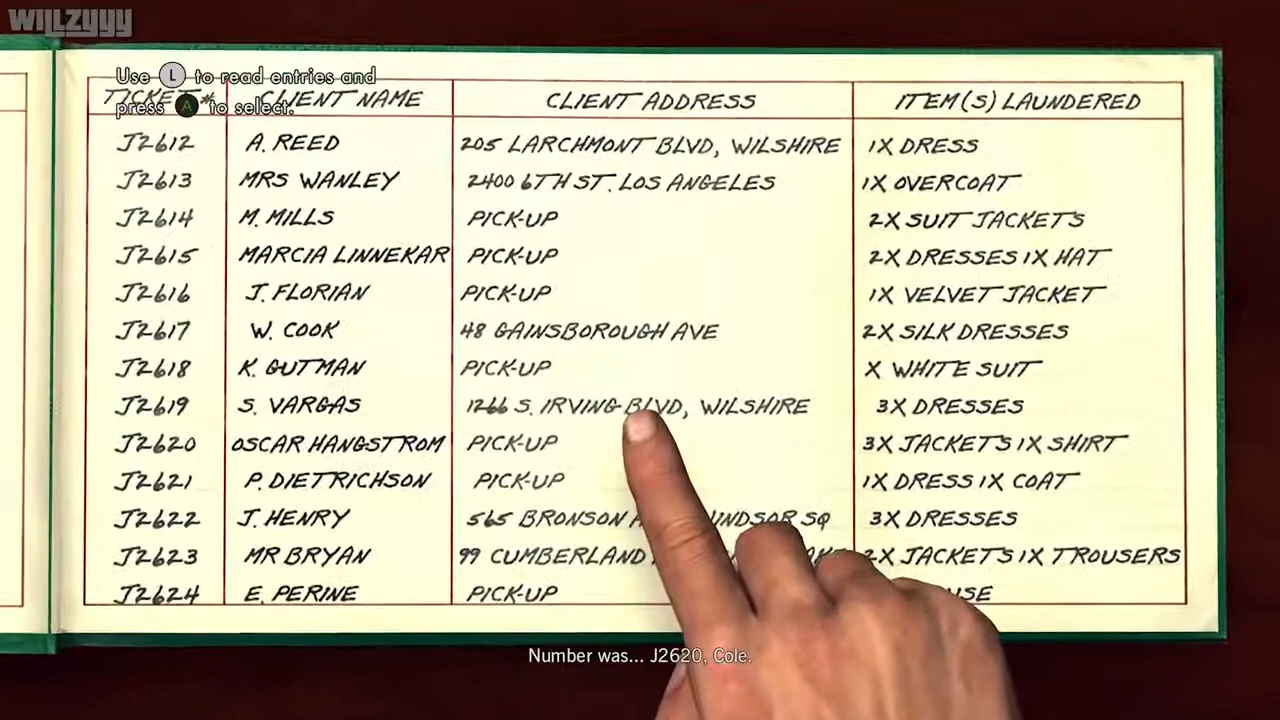 WILLZYYY
Use L to read entries and
press A to select.
TICKET# CLIENT NAME CLIENT ADDRESS ITEM(S) LAUNDERED
J2612 A. REED 205 LARCHMONT BLVD, WILSHIRE 1X DRESS
J2613 MRS WANLEY 2400 6TH ST. LOS ANGELES 1X OVERCOAT
J2614 M. MILLS PICK-UP 2X SUIT JACKET'S
J2615 MARCIA LINNEKAR PICK-UP 2X DRESSES 1X HAT
J2616 J. FLORIAN PICK-UP 1X VELVET JACKET
J2617 W. COOK 48 GAINSBOROUGH AVE 2X SILK DRESSES
J2618 K. GUTMAN PICK-UP X WHITE SUIT
J2619 S. VARGAS 1266 S. IRVING BLVD, WILSHIRE 3X DRESSES
J2620 OSCAR HANGSTROM PICK-UP 3X JACKET'S 1X SHIRT
J2621 P. DIETRICHSON PICK-UP 1X DRESS 1X COAT
J2622 J. HENRY 565 BRONSON SQ 3X DRESSES
J2623 MR BRYAN 99 CUMBERLAND 2X JACKET'S 1X TROUSERS
J2624 E. PERINE PICK-UP
Number was... J2620, Cole.